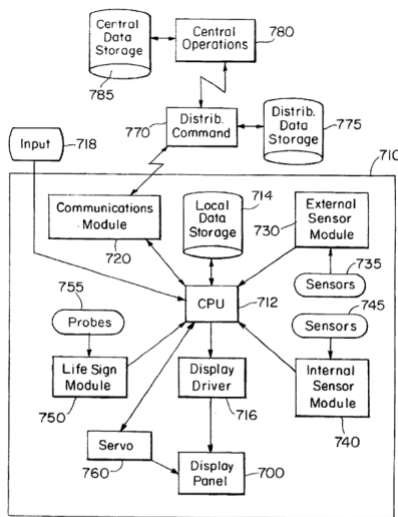 Central
Data
Storage
785
Central
Operations
780
770
Distrib.
Command
Distrib.
Data
Storage
775
Input
718
710
Communications
Module
720
714
Local
Data
Storage
730
External
Sensor
Module
735
Sensors
755
Probes
CPU
712
745
Sensors
Life Sign
Module
750
Display
Driver
716
Internal
Sensor
Module
740
Servo
760
Display
Panel
700